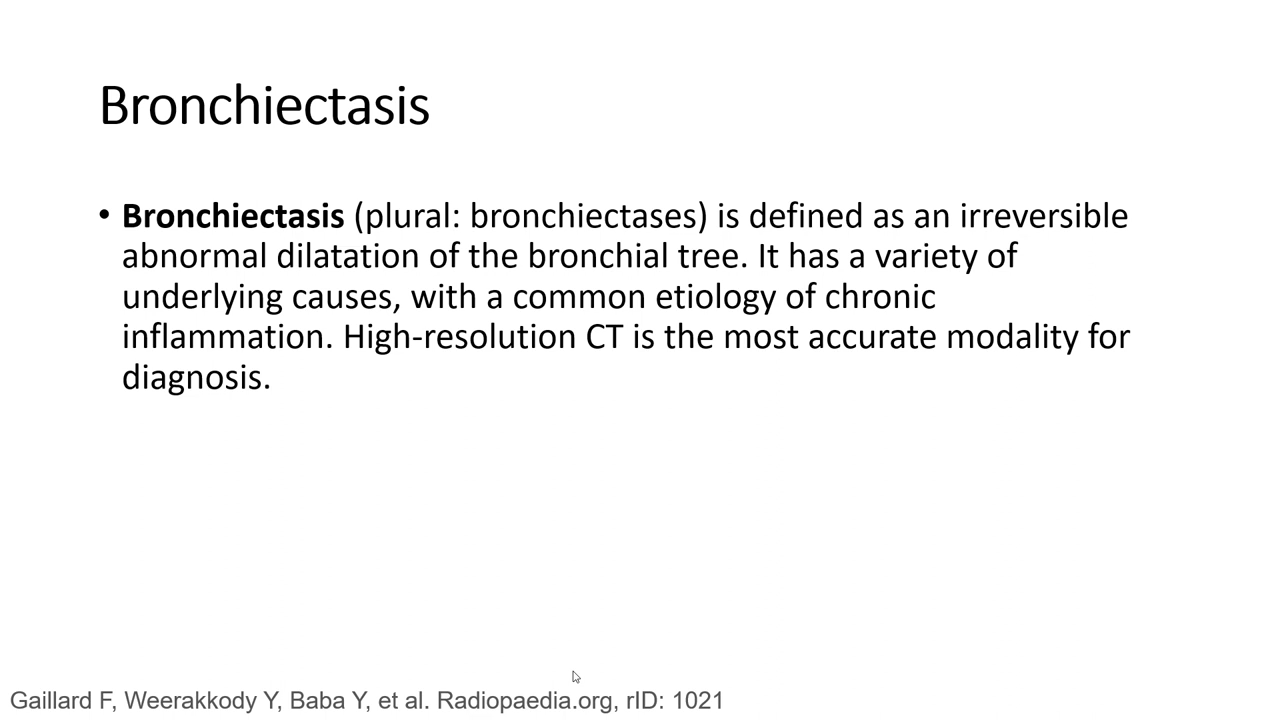 Bronchiectasis
• Bronchiectasis (plural: bronchiectases) is defined as an irreversible
abnormal dilatation of the bronchial tree. It has a variety of
underlying causes, with a common etiology of chronic
inflammation. High-resolution CT is the most accurate modality for
diagnosis.
Gaillard F, Weerakkody Y, Baba Y, et al. Radiopaedia.org, rID: 1021